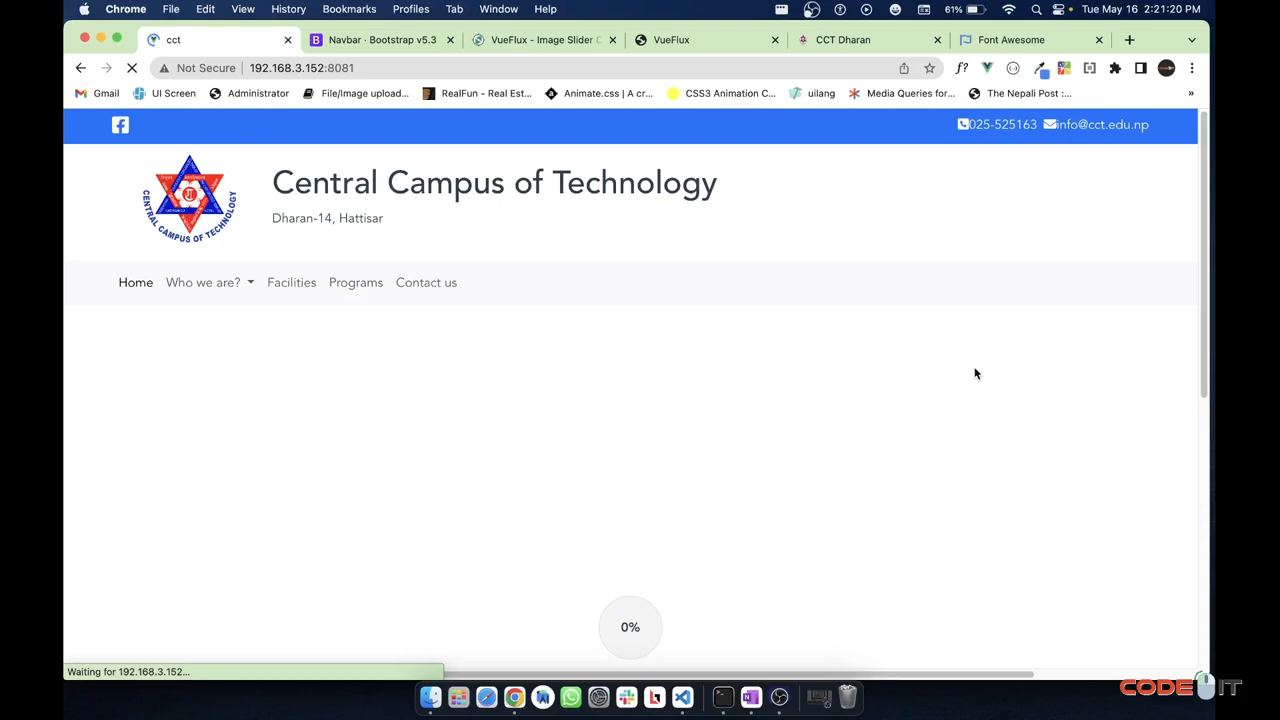 Chrome File Edit View History Bookmarks Profiles Tab Window Help 61% Tue May 16 2:21:20 PM
cct Navbar · Bootstrap v5.3 VueFlux - Image Slider C VueFlux CCT Dharan Font Awesome
Not Secure 192.168.3.152:8081
Gmail UI Screen Administrator File/Image upload... RealFun - Real Est... Animate.css | A cr... CSS3 Animation C... uilang Media Queries for... The Nepali Post :... »
025-525163 info@cct.edu.np
Central Campus of Technology
CENTRAL CAMPUS OF TECHNOLOGY
Dharan-14, Hattisar
Home Who we are? Facilities Programs Contact us
0%
Waiting for 192.168.3.152...
CODE IT